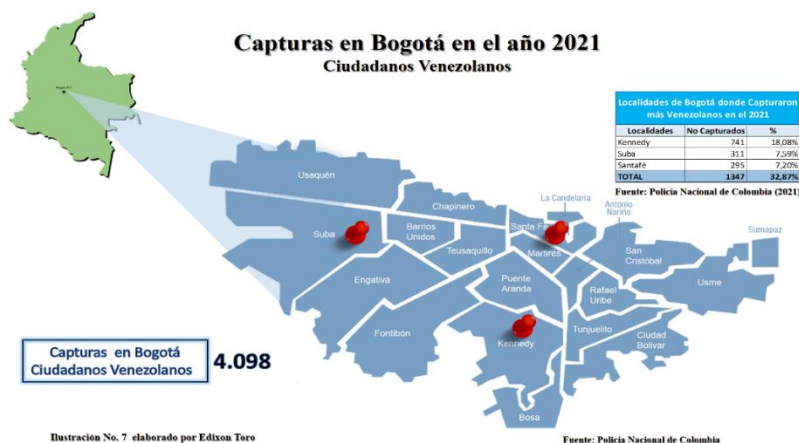 Capturas en Bogotá en el año 2021
Ciudadanos Venezolanos
Localidades de Bogotá donde Capturaron
más Venezolanos en el 2021
Localidades No Capturados %
Kennedy 741 18,08%
Suba 311 7,59%
Santafé 295 7,20%
TOTAL 1347 32,87%
Fuente: Policía Nacional de Colombia (2021)
Usaquén
Chapinero
La Candelaria
Antonio
Nariño
Sumapaz
Suba
Barrios
Unidos
Teusaquillo
Santa Fe
Mártires
San
Cristóbal
Engativá
Puente
Aranda
Rafael
Uribe
Usme
Fontibón
Kennedy
Tunjuelito
Ciudad
Bolívar
Bosa
Capturas en Bogotá
Ciudadanos Venezolanos
4.098
Ilustración No. 7 elaborado por Edixon Toro
Fuente: Policía Nacional de Colombia